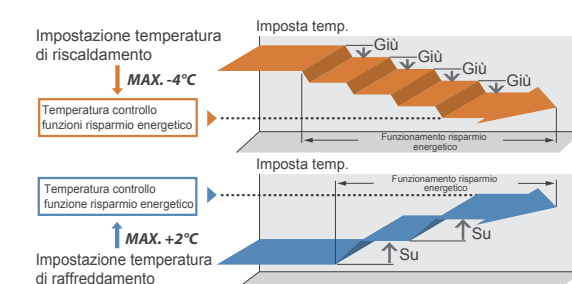 Impostazione temperatura
di riscaldamento
MAX. -4°C
Temperatura controllo
funzioni risparmio energetico
Imposta temp.
Giù
Giù
Giù
Giù
Funzionamento risparmio
energetico
Imposta temp.
Funzionamento risparmio
energetico
Temperatura controllo
funzione risparmio energetico
MAX. +2°C
Impostazione temperatura
di raffreddamento
Su
Su